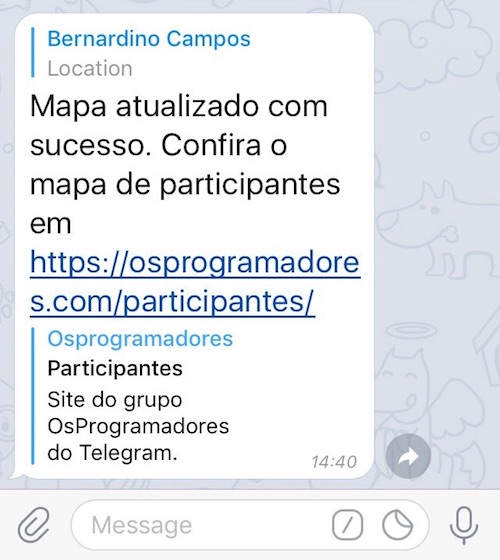 Bernardino Campos
Location
Mapa atualizado com
sucesso. Confira o
mapa de participantes
em
https://osprogramadore
s.com/participantes/
Osprogramadores
Participantes
Site do grupo
OsProgramadores
do Telegram.
14:40
Message